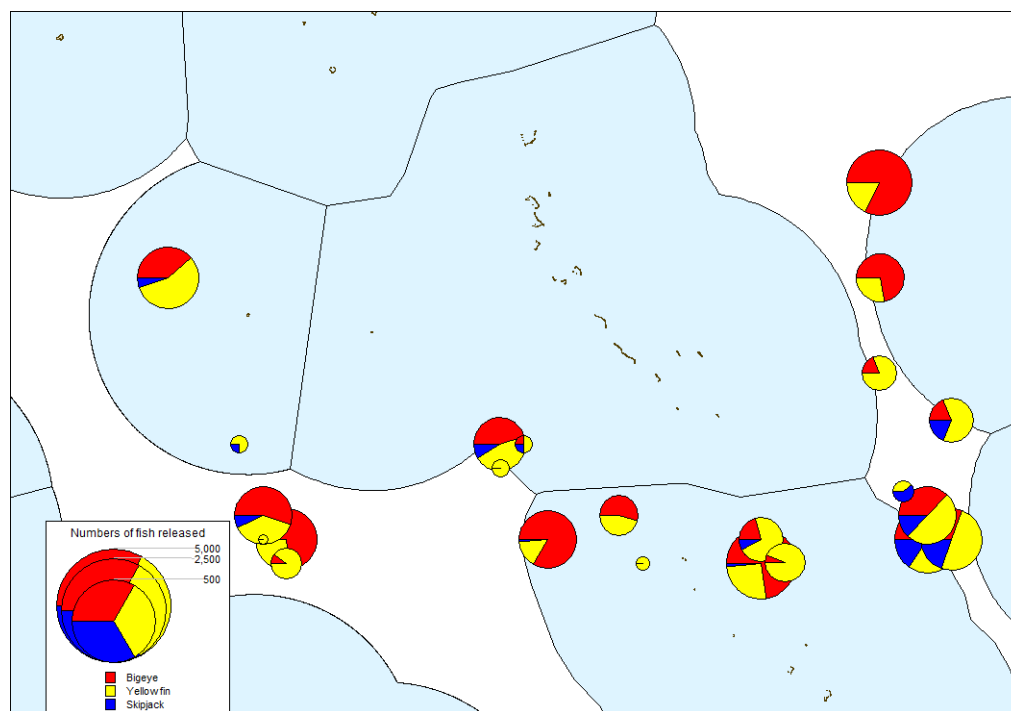 Numbers of fish released
5,000
2,500
500
Bigeye
Yellowfin
Skipjack